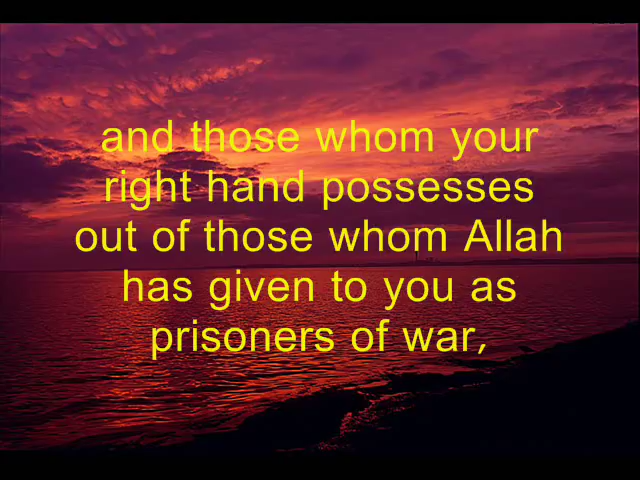 and those whom your
right hand possesses
out of those whom Allah
has given to you as
prisoners of war,